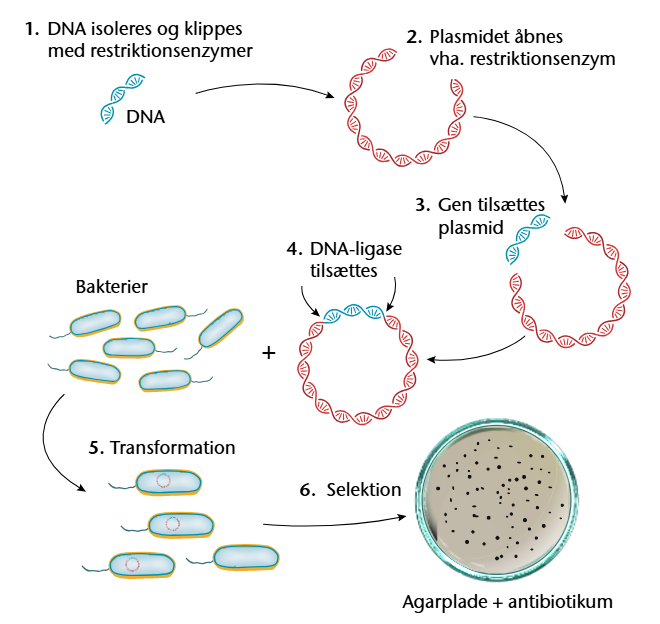 1. DNA isoleres og klippes
med restriktionsenzymer
DNA
2. Plasmidet åbnes
vha. restriktionsenzym
3. Gen tilsættes
plasmid
4. DNA-ligase
tilsættes
Bakterier
+
5. Transformation
6. Selektion
Agarplade + antibiotikum